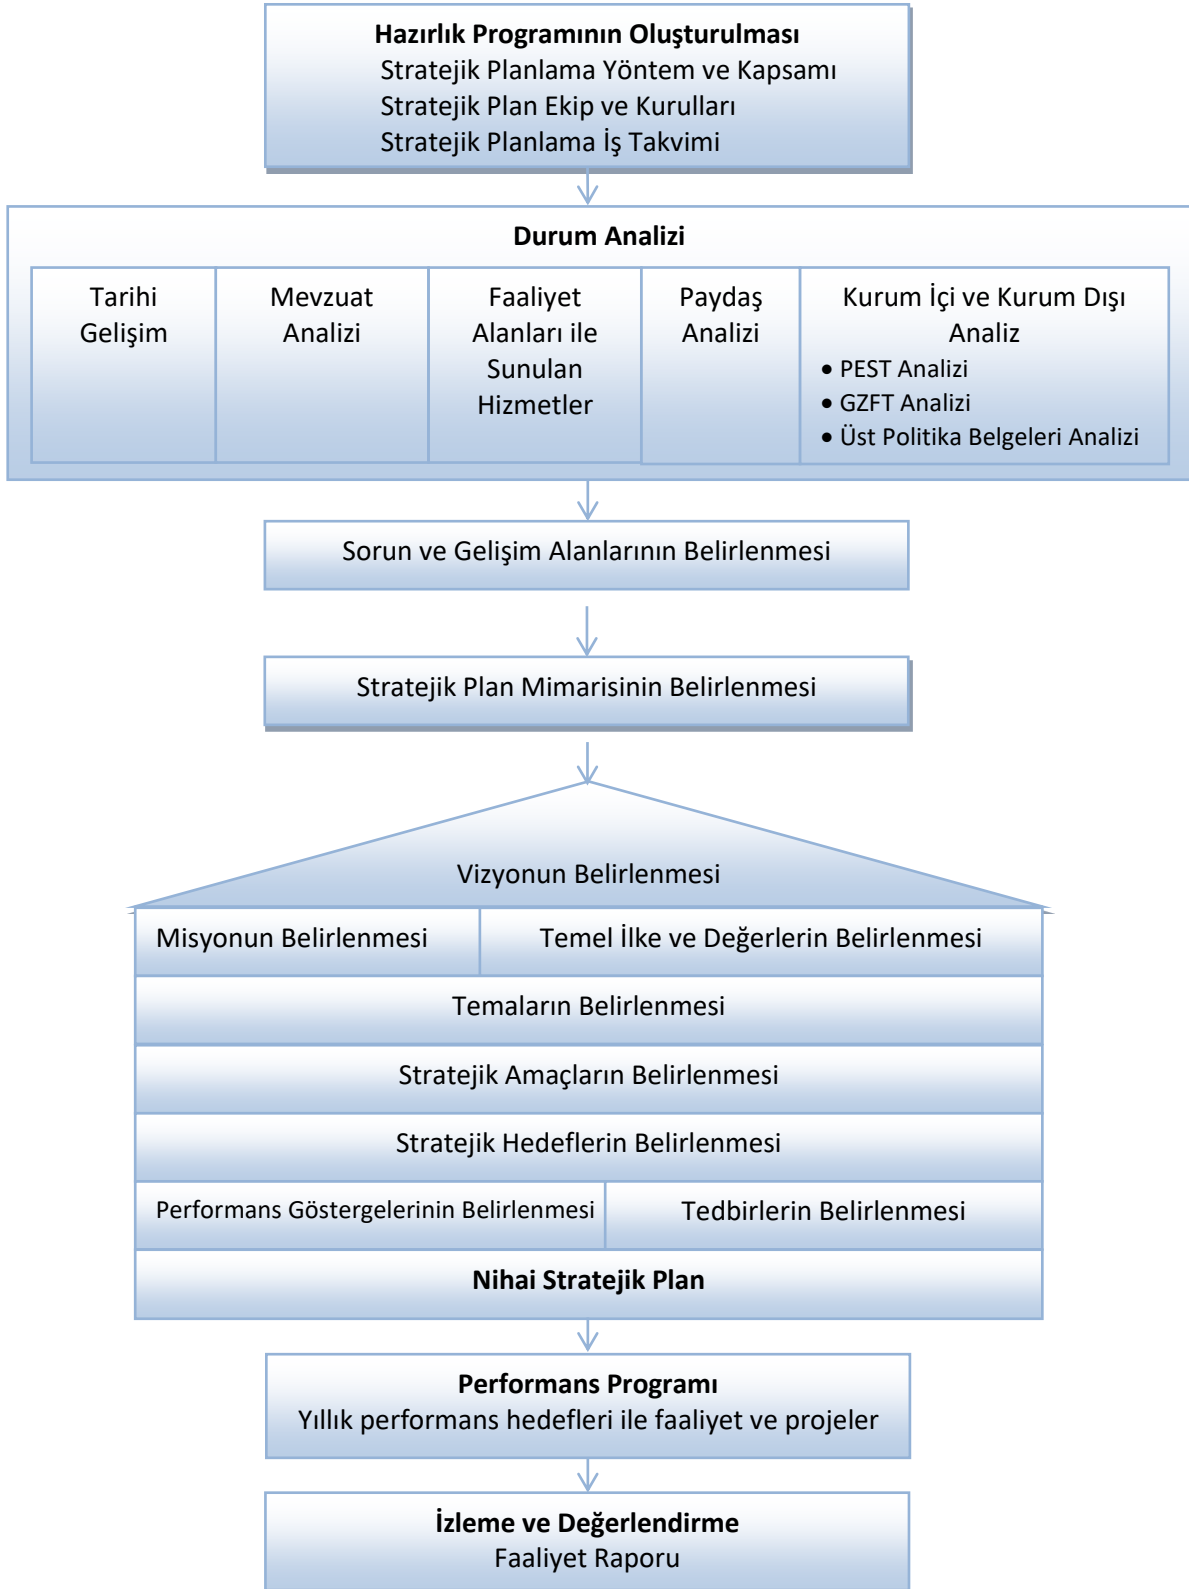 Hazırlık Programının Oluşturulması
Stratejik Planlama Yöntem ve Kapsamı
Stratejik Plan Ekip ve Kurulları
Stratejik Planlama İş Takvimi
Durum Analizi
Tarihi
Gelişim
Mevzuat
Analizi
Faaliyet
Alanları ile
Sunulan
Hizmetler
Paydaş
Analizi
Kurum İçi ve Kurum Dışı
Analiz
• PEST Analizi
• GZFT Analizi
• Üst Politika Belgeleri Analizi
Sorun ve Gelişim Alanlarının Belirlenmesi
Stratejik Plan Mimarisinin Belirlenmesi
Vizyonun Belirlenmesi
Misyonun Belirlenmesi
Temel İlke ve Değerlerin Belirlenmesi
Temaların Belirlenmesi
Stratejik Amaçların Belirlenmesi
Stratejik Hedeflerin Belirlenmesi
Performans Göstergelerinin Belirlenmesi
Tedbirlerin Belirlenmesi
Nihai Stratejik Plan
Performans Programı
Yıllık performans hedefleri ile faaliyet ve projeler
İzleme ve Değerlendirme
Faaliyet Raporu